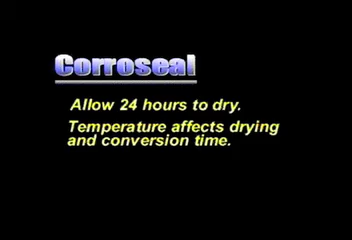 Corroseal
Allow 24 hours to dry.
Temperature affects drying
and conversion time.